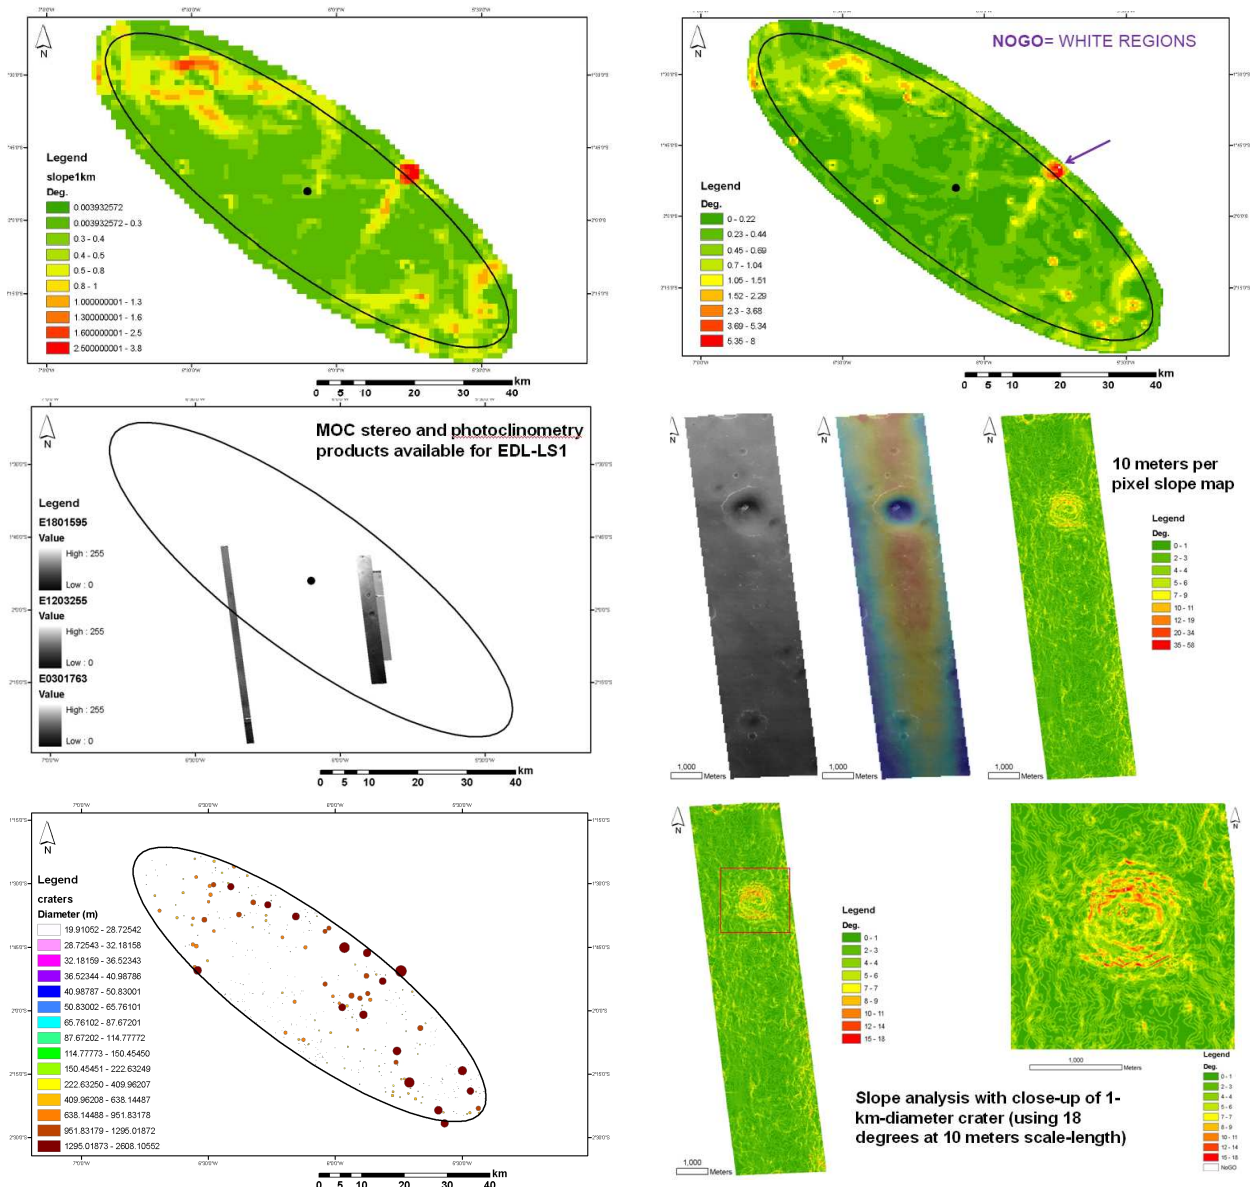 N
Legend
slope1km
Deg.
0.003932572
0.003932572 - 0.3
0.3 - 0.4
0.4 - 0.5
0.5 - 0.8
0.8 - 1
1.000000001 - 1.3
1.300000001 - 1.6
1.600000001 - 2.5
2.500000001 - 3.8
km
0 5 10 20 30 40
N
NOGO= WHITE REGIONS
Legend
Deg.
0 - 0.22
0.23 - 0.44
0.45 - 0.69
0.7 - 1.04
1.05 - 1.51
1.52 - 2.29
2.3 - 3.68
3.69 - 5.34
5.35 - 8
km
0 5 10 20 30 40
N
MOC stereo and photoclinometry
products available for EDL-LS1
Legend
E1801595
Value
High : 255
Low : 0
E1203255
Value
High : 255
Low : 0
E0301763
Value
High : 255
Low : 0
km
0 5 10 20 30 40
N
N
N
10 meters per
pixel slope map
Legend
Deg.
0 - 1
2 - 3
4 - 4
5 - 6
7 - 9
10 - 11
12 - 19
20 - 34
35 - 58
1,000
Meters
1,000
Meters
1,000
Meters
N
Legend
craters
Diameter (m)
19.91052 - 28.72542
28.72543 - 32.18158
32.18159 - 36.52343
36.52344 - 40.98786
40.98787 - 50.83001
50.83002 - 65.76101
65.76102 - 87.67201
87.67202 - 114.77772
114.77773 - 150.45450
150.45451 - 222.63249
222.63250 - 409.96207
409.96208 - 638.14487
638.14488 - 951.83178
951.83179 - 1295.01872
1295.01873 - 2608.10552
km
0 5 10 20 30 40
N
Legend
Deg.
0 - 1
2 - 3
4 - 4
5 - 6
7 - 7
8 - 9
10 - 11
12 - 14
15 - 18
1,000
Meters
N
1,000
Meters
Legend
Deg.
0 - 1
2 - 3
4 - 4
5 - 6
7 - 7
8 - 9
10 - 11
12 - 14
15 - 18
NoGO
Slope analysis with close-up of 1-
km-diameter crater (using 18
degrees at 10 meters scale-length)